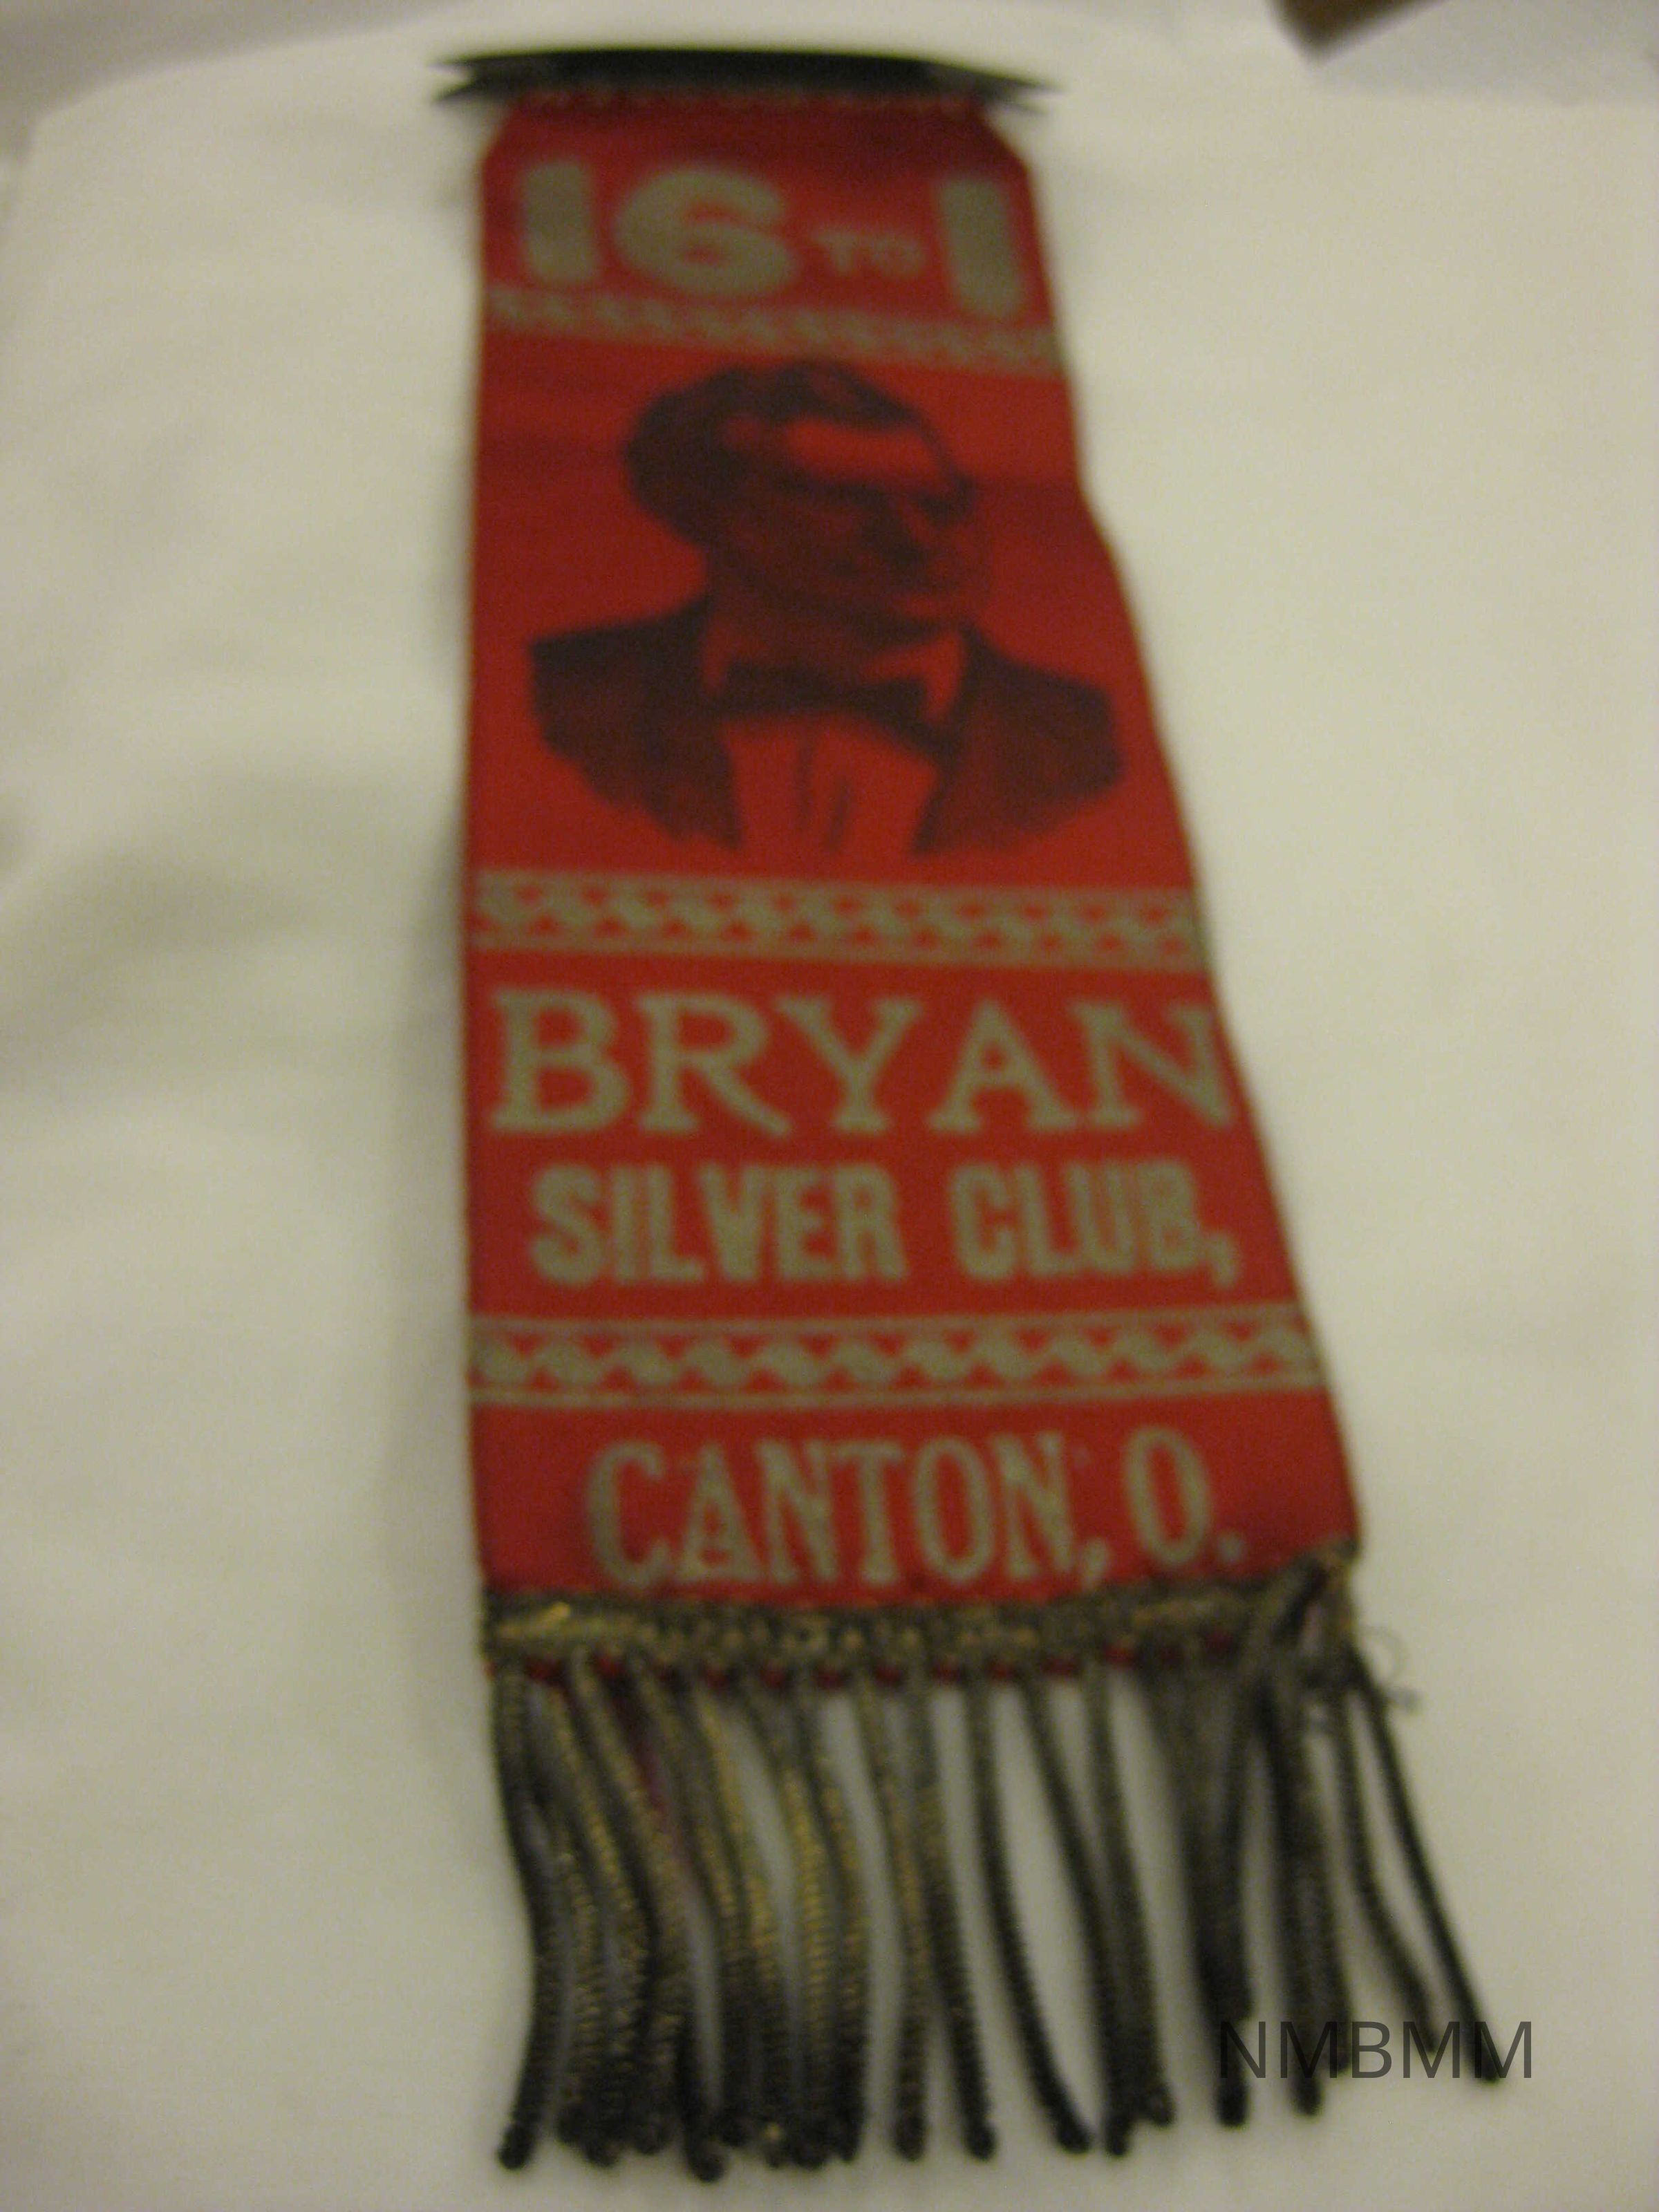 16 TO 1
BRYAN
SILVER CLUB,
CANTON, O.
NMBMM